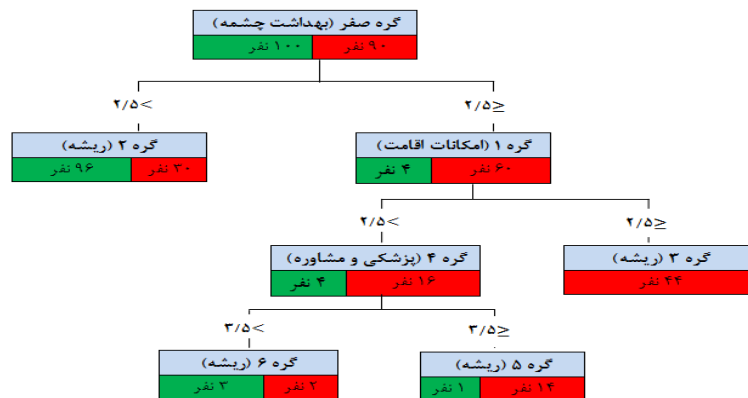 گره صفر (بهداشت چشمه)
۹۰ نفر
۱۰۰ نفر
۲/۵≥
۲/۵<
گره ۱ (امکانات اقامت)
۶۰ نفر
۴ نفر
گره ۲ (ریشه)
۳۰ نفر
۹۶ نفر
۲/۵≥
۲/۵<
گره ۳ (ریشه)
۴۴ نفر
گره ۴ (پزشکی و مشاوره)
۱۶ نفر
۴ نفر
۳/۵≥
۳/۵<
گره ۵ (ریشه)
۱۴ نفر
۱ نفر
گره ۶ (ریشه)
۲ نفر
۳ نفر